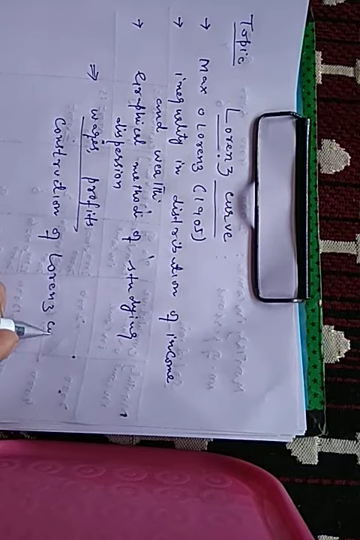 Topic Lorenz curve :
→ Max O Lorenz (1905)
→ inequality in distribution of income
and wealth
→ Graphical method of studying
dispersion
⇒ wages, profits
Construction of Lorenz cu